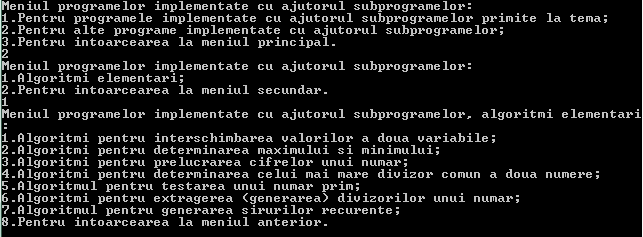 Meniul programelor implementate cu ajutorul subprogramelor:
1.Pentru programele implementate cu ajutorul subprogramelor primite la tema;
2.Pentru alte programe implementate cu ajutorul subprogramelor;
3.Pentru intoarcearea la meniul principal.
2
Meniul programelor implementate cu ajutorul subprogramelor:
1.Algoritmi elementari;
2.Pentru intoarcearea la meniul secundar.
1
Meniul programelor implementate cu ajutorul subprogramelor, algoritmi elementari
:
1.Algoritmi pentru interschimbarea valorilor a doua variabile;
2.Algoritmi pentru determinarea maximului si minimului;
3.Algoritmi pentru prelucrarea cifrelor unui numar;
4.Algoritmi pentru determinarea celui mai mare divizor comun a doua numere;
5.Algoritmul pentru testarea unui numar prim;
6.Algoritmi pentru extragerea (generarea) divizorilor unui numar;
7.Algoritmul pentru generarea sirurilor recurente;
8.Pentru intoarcearea la meniul anterior.